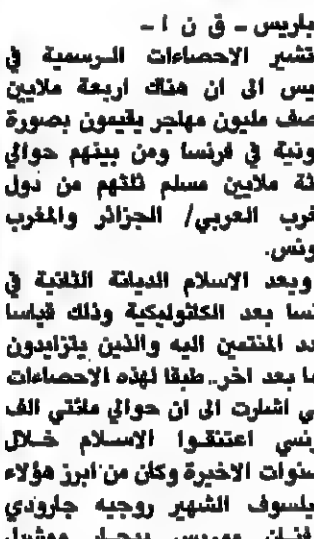 باريس ـ ق ن ا ـ
تشير الاحصاءات الرسمية في
يس الى ان هناك اربعة ملايين
صف مليون مهاجر يقيمون بصورة
ونية في فرنسا ومن بينهم حوالي
ثة ملايين مسلم ثلثهم من دول
غرب العربي/ الجزائر والمغرب
ونس.
ويعد الاسلام الديانة الثانية في
نسا بعد الكاثوليكية وذلك قياسا
دد المنتمين اليه والذين يتزايدون
ما بعد اخر.. طبقا لهذه الاحصاءات
ي اشارت الى ان حوالي مائتي الف
رنسي اعتنقوا الاسلام خلال
سنوات الاخيرة وكان من ابرز هؤلاء
يلسوف الشهير روجيه جارودي